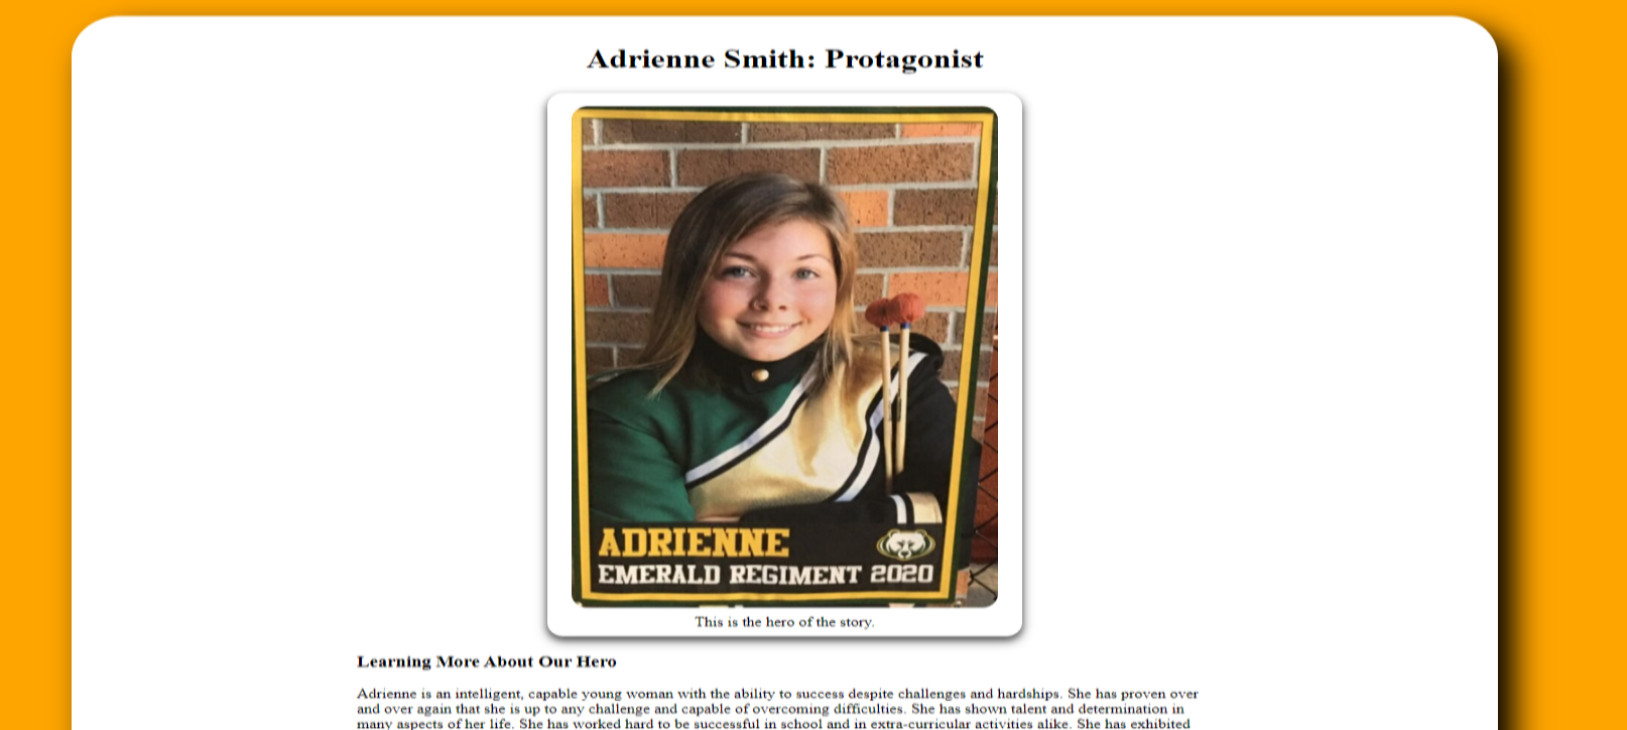 Adrienne Smith: Protagonist
ADRIENNE
EMERALD REGIMENT 2020
This is the hero of the story.
Learning More About Our Hero
Adrienne is an intelligent, capable young woman with the ability to success despite challenges and hardships. She has proven over
and over again that she is up to any challenge and capable of overcoming difficulties. She has shown talent and determination in
many aspects of her life. She has worked hard to be successful in school and in extra-curricular activities alike. She has exhibited